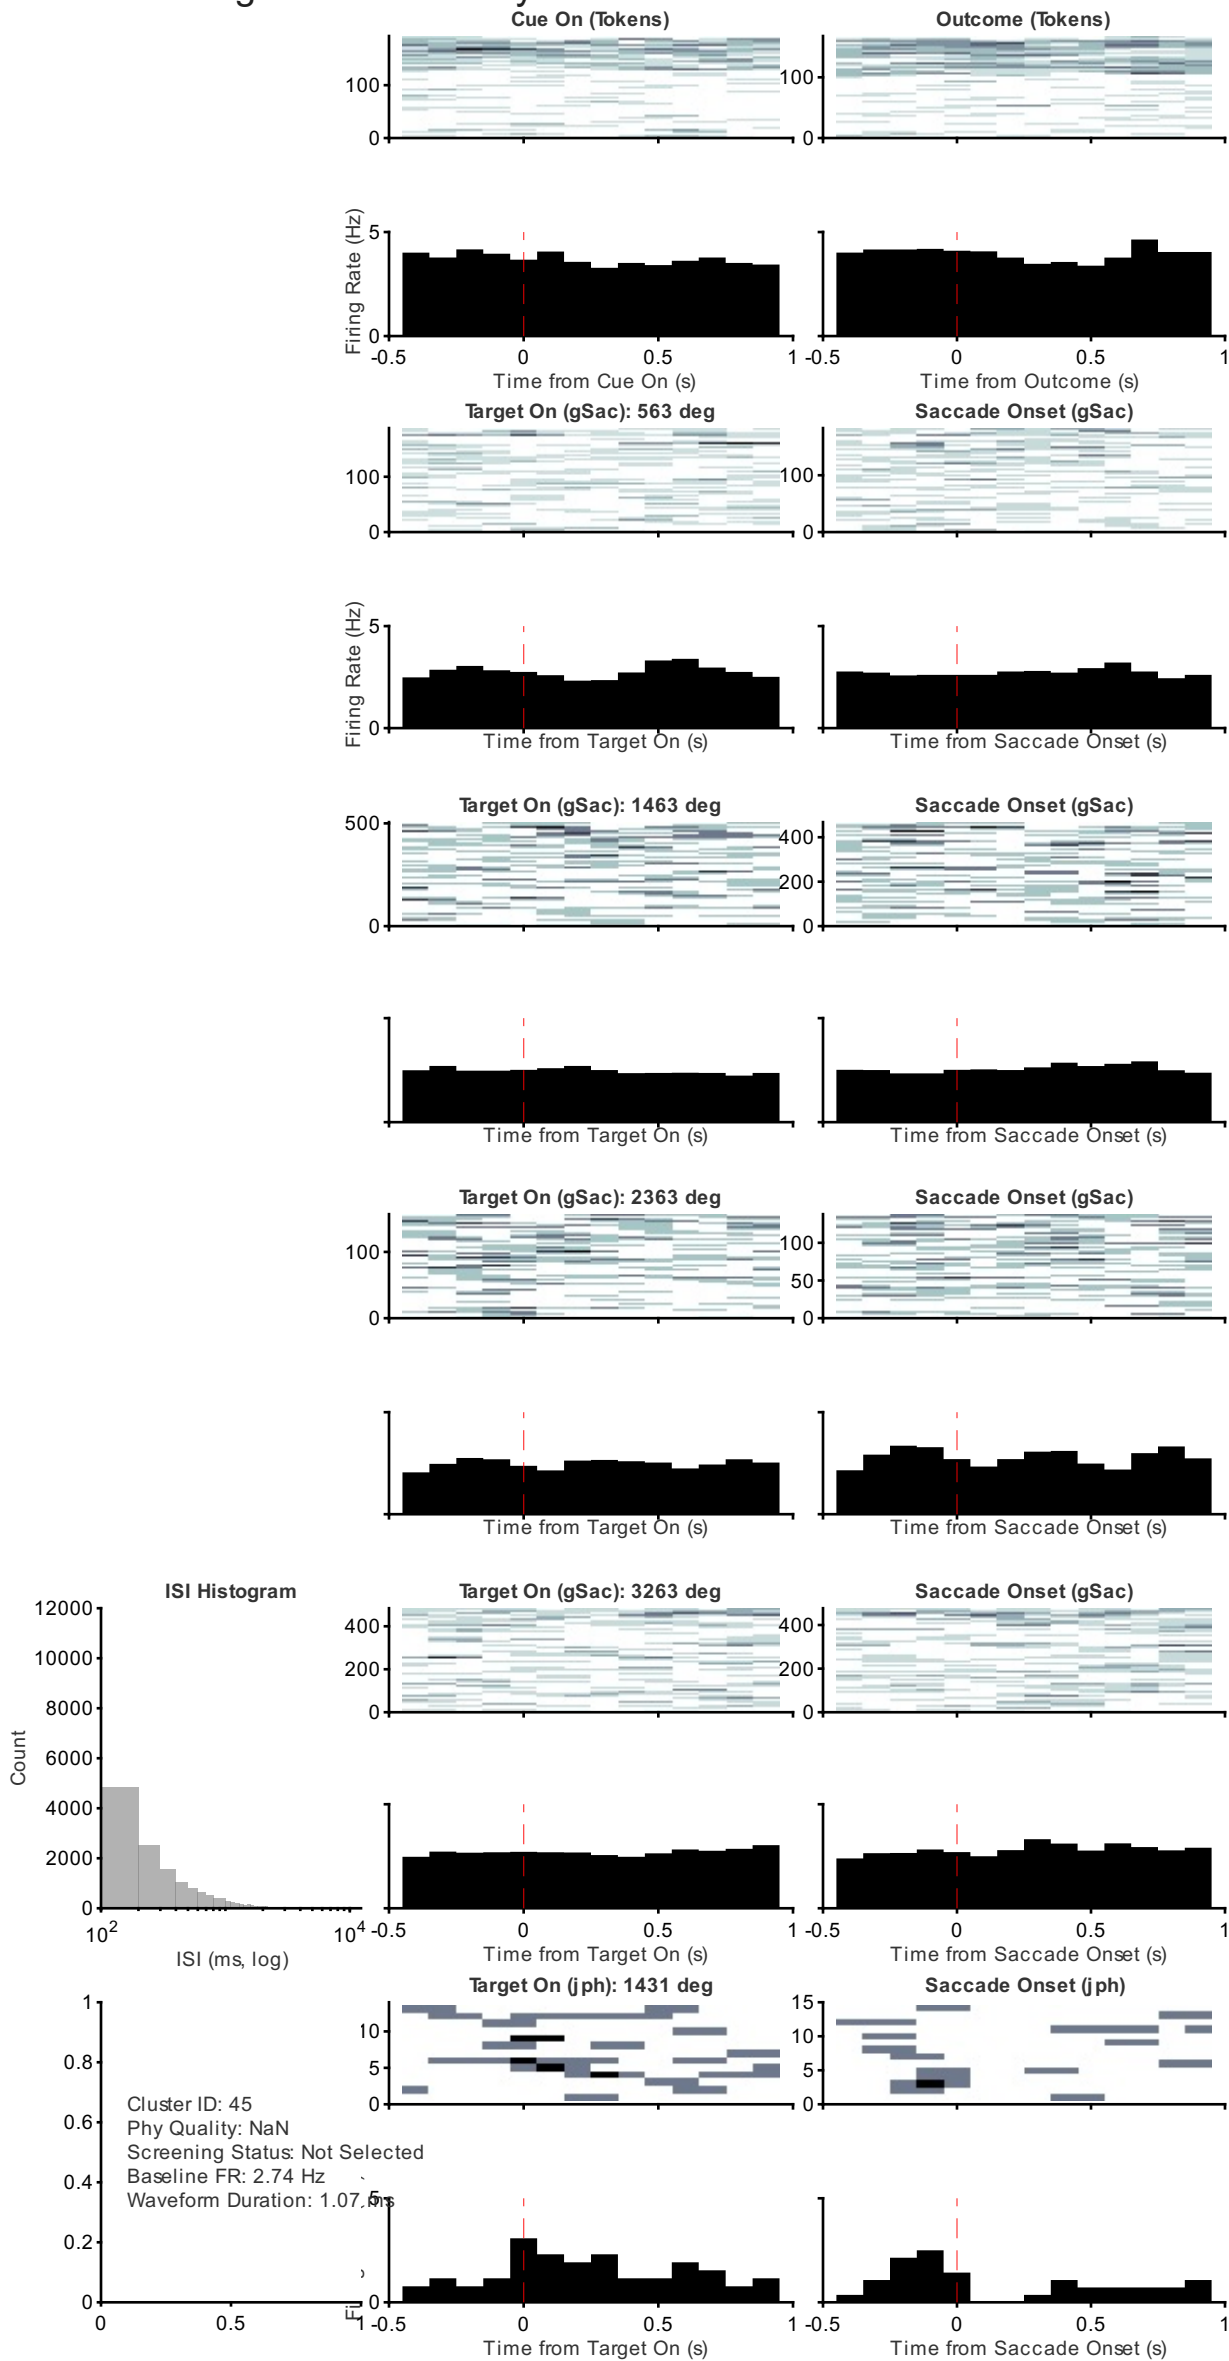 Cue On (Tokens)
Outcome (Tokens)
100
0
100
0
Firing Rate (Hz)
5
0
-0.5 0 0.5 1
-0.5 0 0.5 1
Time from Cue On (s)
Time from Outcome (s)
Target On (gSac): 563 deg
Saccade Onset (gSac)
100
0
100
0
Firing Rate (Hz)
5
0
Time from Target On (s)
Time from Saccade Onset (s)
Target On (gSac): 1463 deg
Saccade Onset (gSac)
500
0
400
200
0
Time from Target On (s)
Time from Saccade Onset (s)
Target On (gSac): 2363 deg
Saccade Onset (gSac)
100
0
100
50
0
Time from Target On (s)
Time from Saccade Onset (s)
ISI Histogram
12000
10000
8000
6000
4000
2000
0
Count
10² 10⁴
ISI (ms, log)
Target On (gSac): 3263 deg
Saccade Onset (gSac)
400
200
0
400
200
0
-0.5 0 0.5 1
-0.5 0 0.5 1
Time from Target On (s)
Time from Saccade Onset (s)
1
0.8
0.6
0.4
0.2
0
0 0.5 1
Cluster ID: 45
Phy Quality: NaN
Screening Status: Not Selected
Baseline FR: 2.74 Hz
Waveform Duration: 1.07 ms
Target On (jph): 1431 deg
Saccade Onset (jph)
10
5
0
15
10
5
0
5
0
-0.5 0 0.5 1
-0.5 0 0.5 1
Time from Target On (s)
Time from Saccade Onset (s)